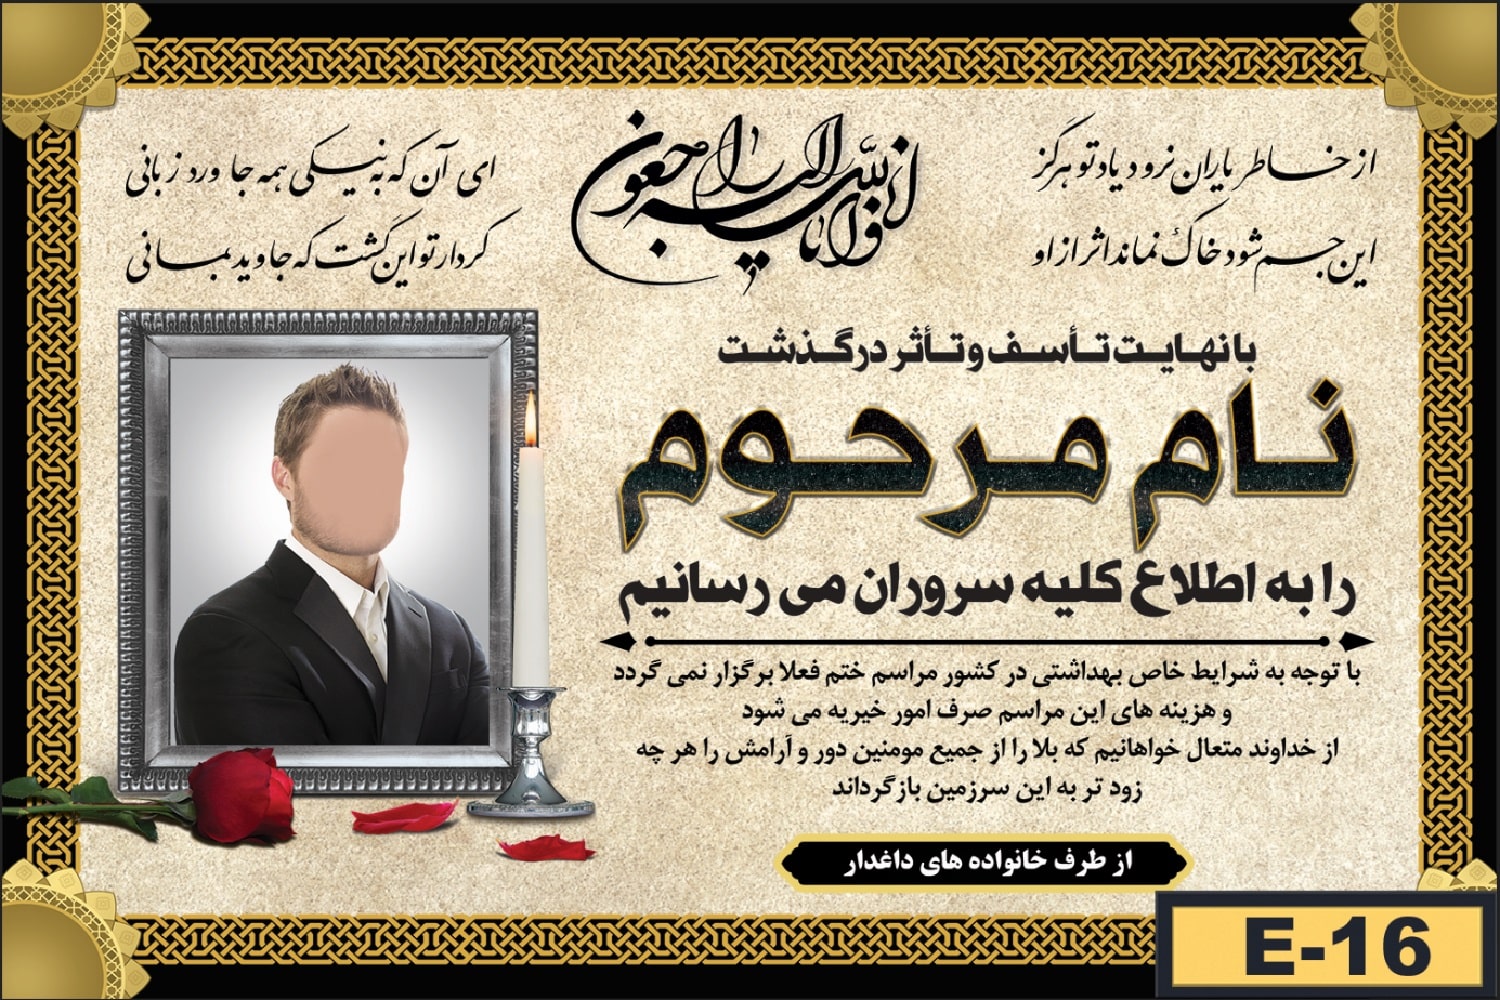 انا لله و انا الیه راجعون
از خاطر یاران نرود یاد تو هرگز
ای آن که به نیکی همه جا ورد زبانی
این جسم شود خاک نماند اثر از او
کردار تو این گشت که جاوید بمانی
با نهایت تأسف و تأثر درگذشت
نام مرحوم
را به اطلاع کلیه سروران می رسانیم
با توجه به شرایط خاص بهداشتی در کشور مراسم ختم فعلا برگزار نمی گردد
و هزینه های این مراسم صرف امور خیریه می شود
از خداوند متعال خواهانیم که بلا را از جمیع مومنین دور و آرامش را هر چه
زود تر به این سرزمین بازگرداند
از طرف خانواده های داغدار
E-16